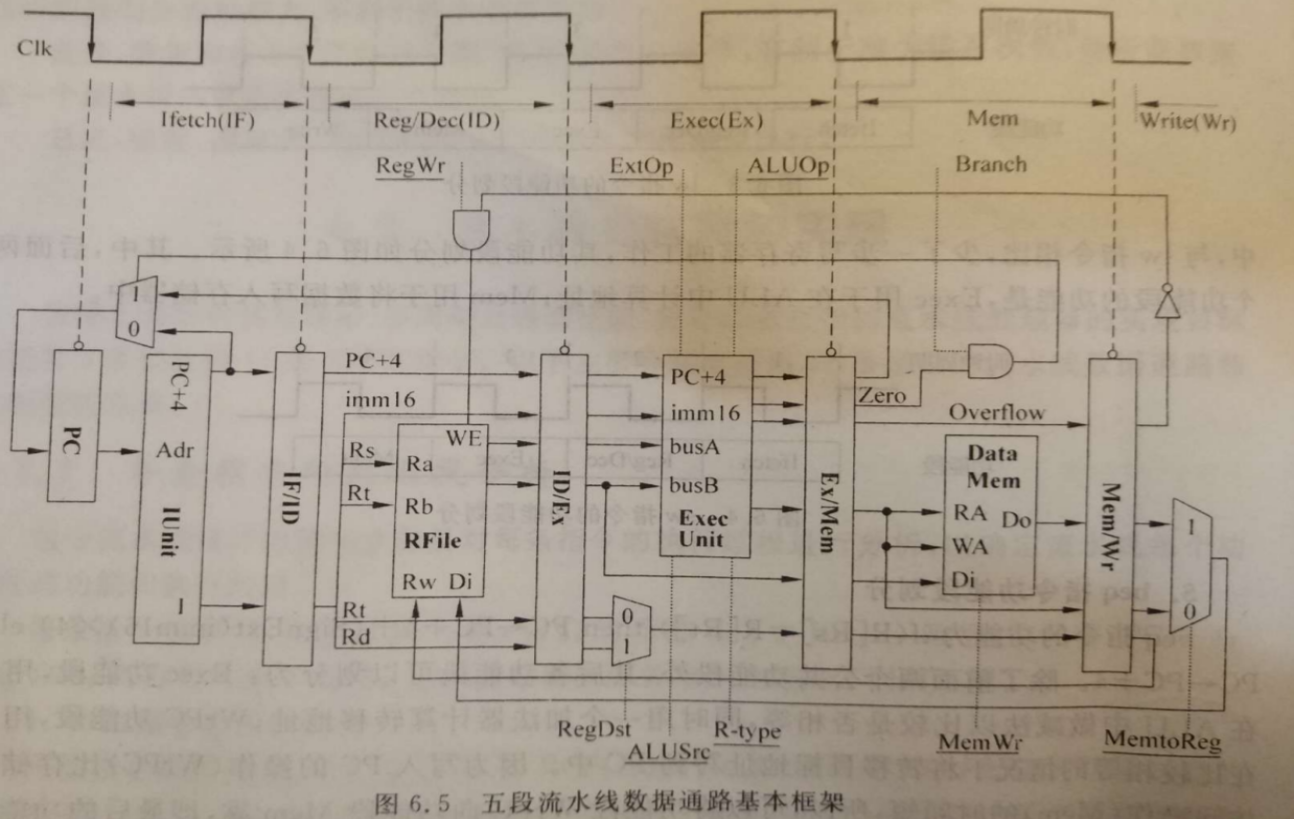 Clk
Ifetch(IF)
Reg/Dec(ID)
Exec(Ex)
Mem
Write(Wr)
RegWr
ExtOp
ALUOp
Branch
1
0
PC+4
PC
Adr
IUnit
I
IF/ID
PC+4
imm16
Rs
Rt
WE
Ra
Rb
RFile
Rw Di
Rt
Rd
ID/Ex
PC+4
imm16
busA
busB
Exec
Unit
0
1
Ex/Mem
Zero
Overflow
Data
Mem
RA Do
WA
Di
Mem/Wr
1
0
RegDst
ALUSrc
R-type
MemWr
MemtoReg
图 6.5 五段流水线数据通路基本框架